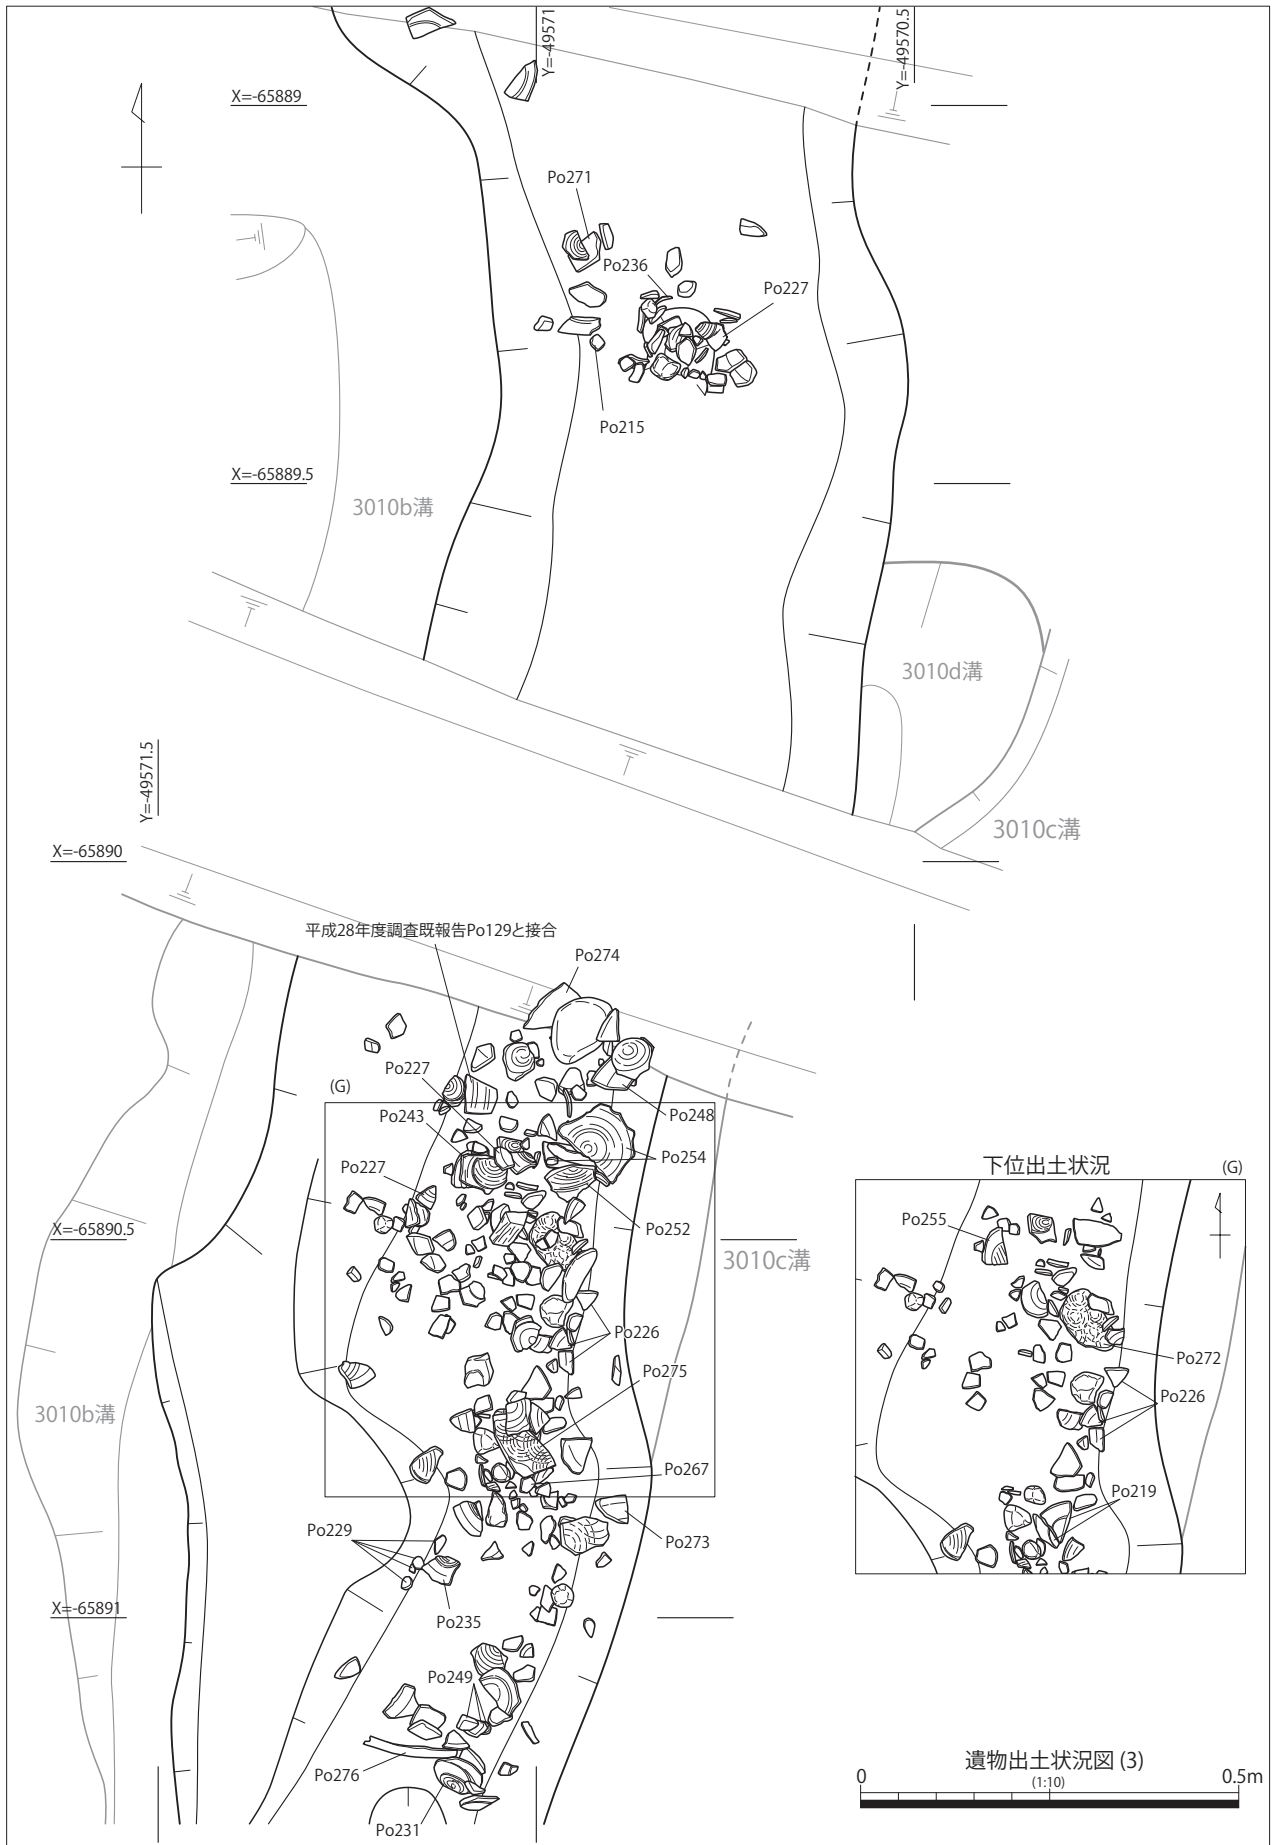 Y=-49571
Y=-49570.5
X=-65889
Po271
Po236
Po227
Po215
X=-65889.5
3010b溝
3010d溝
3010c溝
Y=-49571.5
X=-65890
平成28年度調査既報告Po129と接合
Po274
Po227
(G)
Po243
Po248
Po254
Po227
Po252
X=-65890.5
3010c溝
Po226
Po275
3010b溝
Po267
Po229
Po273
X=-65891
Po235
Po249
Po276
Po231
下位出土状況
(G)
Po255
Po272
Po226
Po219
遺物出土状況図 (3)
0
(1:10)
0.5m